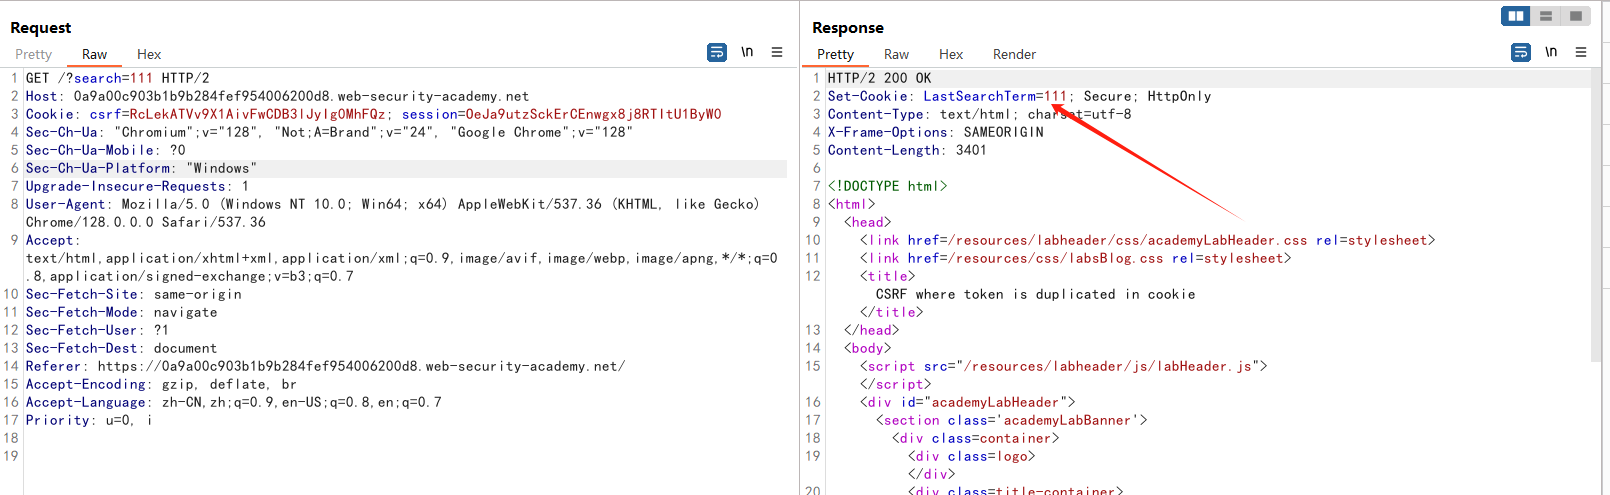 Request
Pretty Raw Hex \n
1 GET /?search=111 HTTP/2
2 Host: 0a9a00c903b1b9b284fef954006200d8.web-security-academy.net
3 Cookie: csrf=RcLekATVv9X1AivFwCDB3lJylgOMhFQz; session=OeJa9utzSckErCEnwgx8j8RTltU1ByW0
4 Sec-Ch-Ua: "Chromium";v="128", "Not;A=Brand";v="24", "Google Chrome";v="128"
5 Sec-Ch-Ua-Mobile: ?0
6 Sec-Ch-Ua-Platform: "Windows"
7 Upgrade-Insecure-Requests: 1
8 User-Agent: Mozilla/5.0 (Windows NT 10.0; Win64; x64) AppleWebKit/537.36 (KHTML, like Gecko)
Chrome/128.0.0.0 Safari/537.36
9 Accept:
text/html,application/xhtml+xml,application/xml;q=0.9,image/avif,image/webp,image/apng,*/*;q=0
.8,application/signed-exchange;v=b3;q=0.7
10 Sec-Fetch-Site: same-origin
11 Sec-Fetch-Mode: navigate
12 Sec-Fetch-User: ?1
13 Sec-Fetch-Dest: document
14 Referer: https://0a9a00c903b1b9b284fef954006200d8.web-security-academy.net/
15 Accept-Encoding: gzip, deflate, br
16 Accept-Language: zh-CN,zh;q=0.9,en-US;q=0.8,en;q=0.7
17 Priority: u=0, i
18
19
Response
Pretty Raw Hex Render \n
1 HTTP/2 200 OK
2 Set-Cookie: LastSearchTerm=111; Secure; HttpOnly
3 Content-Type: text/html; charset=utf-8
4 X-Frame-Options: SAMEORIGIN
5 Content-Length: 3401
6
7 <!DOCTYPE html>
8 <html>
9 <head>
10 <link href=/resources/labheader/css/academyLabHeader.css rel=stylesheet>
11 <link href=/resources/css/labsBlog.css rel=stylesheet>
12 <title>
CSRF where token is duplicated in cookie
</title>
13 </head>
14 <body>
15 <script src="/resources/labheader/js/labHeader.js">
</script>
16 <div id="academyLabHeader">
17 <section class='academyLabBanner'>
18 <div class=container>
19 <div class=logo>
</div>
20 <div class=title-container>